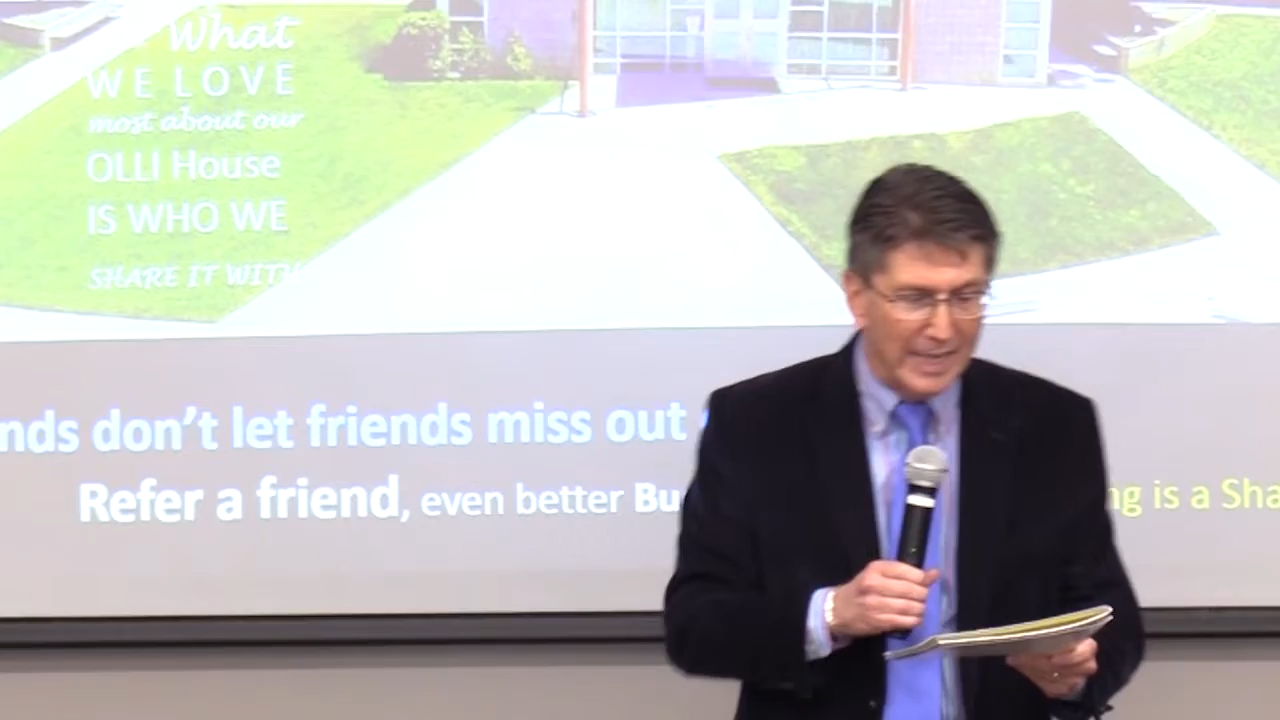 What
WE LOVE
most about our
OLLI House
IS WHO WE
SHARE IT WITH
nds don't let friends miss out
Refer a friend, even better Bu
ng is a Sha